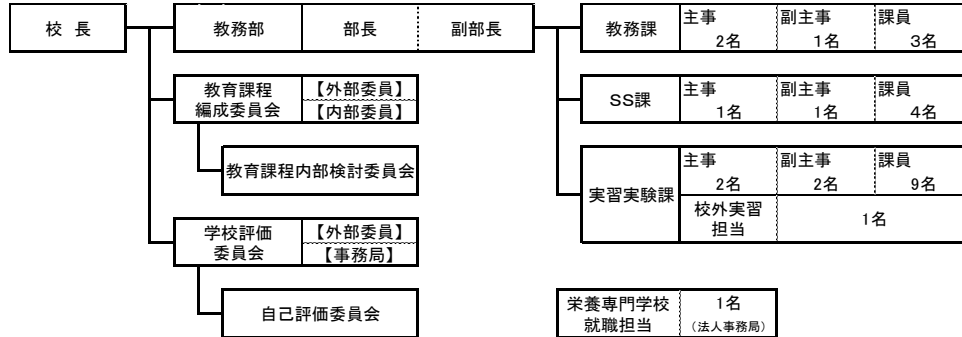 校 長
教務部 部長 副部長
教務課 主事 2名 副主事 1名 課員 3名
教育課程
編成委員会
【外部委員】
【内部委員】
SS課 主事 1名 副主事 1名 課員 4名
教育課程内部検討委員会
実習実験課 主事 2名 副主事 2名 課員 9名
校外実習
担当
1名
学校評価
委員会
【外部委員】
【事務局】
自己評価委員会
栄養専門学校
就職担当
1名
(法人事務局)